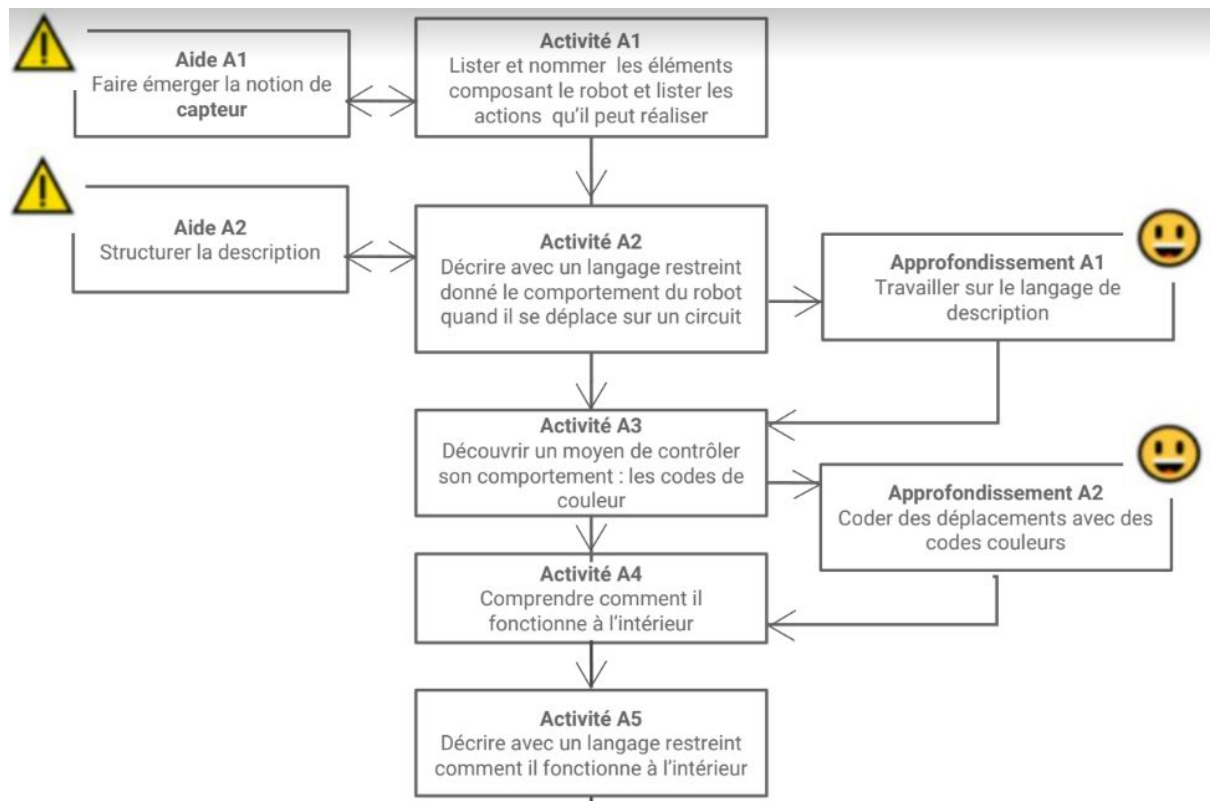 Aide A1
Faire émerger la notion de
capteur
Activité A1
Lister et nommer les éléments
composant le robot et lister les
actions qu'il peut réaliser
Aide A2
Structurer la description
Activité A2
Décrire avec un langage restreint
donné le comportement du robot
quand il se déplace sur un circuit
Approfondissement A1
Travailler sur le langage de
description
Activité A3
Découvrir un moyen de contrôler
son comportement : les codes de
couleur
Approfondissement A2
Coder des déplacements avec des
codes couleurs
Activité A4
Comprendre comment il
fonctionne à l'intérieur
Activité A5
Décrire avec un langage restreint
comment il fonctionne à l'intérieur